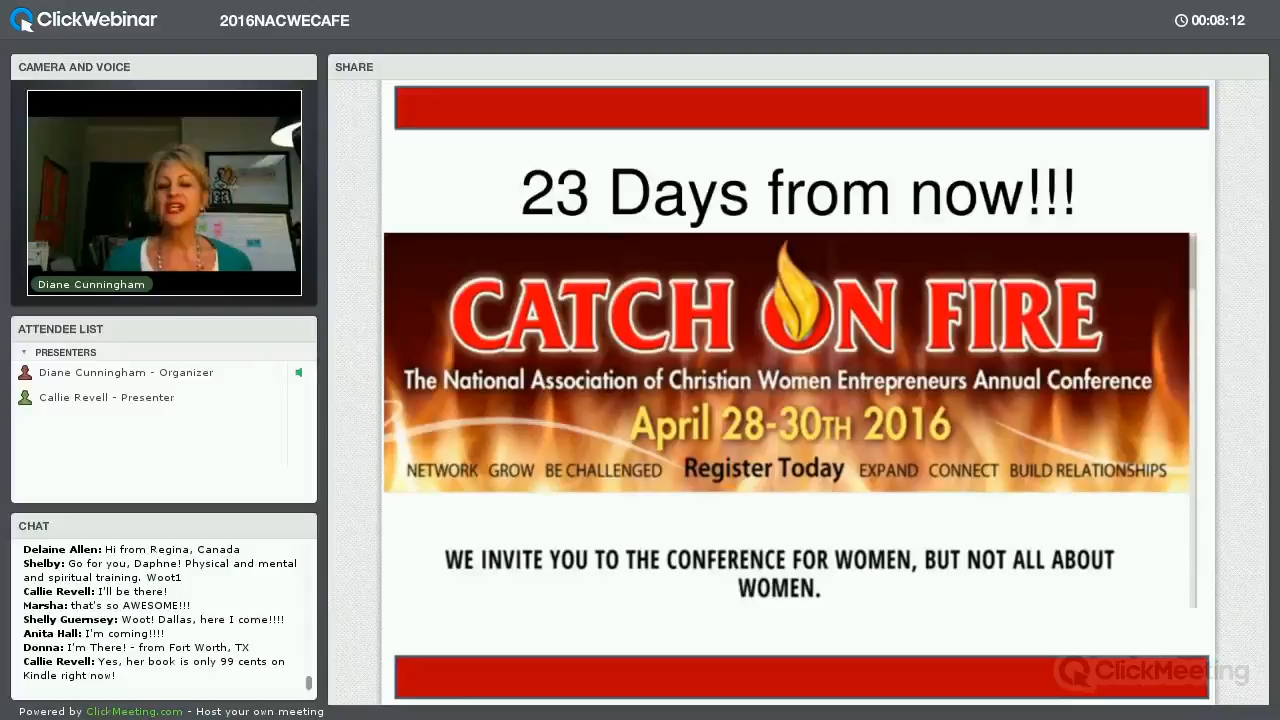 ClickWebinar
2016NACWECAFE
00:08:12
CAMERA AND VOICE
Diane Cunningham
ATTENDEE LIST
PRESENTERS
Diane Cunningham - Organizer
Callie Revell - Presenter
CHAT
Delaine Allen: Hi from Regina, Canada
Shelby: Go for you, Daphne! Physical and mental
and spiritual training. Woot1
Callie Revell: I'll be there!
Marsha: that's so AWESOME!!!
Shelly Guernsey: Woot! Dallas, here I come!!!!
Anita Hall: I'm coming!!!!
Donna: I'm There! - from Fort Worth, TX
Callie Revell: book is only 99 cents on
right now
Powered by ClickMeeting.com - Host your own meeting
SHARE
23 Days from now!!!
CATCH ON FIRE
The National Association of Christian Women Entrepreneurs Annual Conference
April 28-30TH 2016
NETWORK GROW BE CHALLENGED Register Today EXPAND CONNECT BUILD RELATIONSHIPS
WE INVITE YOU TO THE CONFERENCE FOR WOMEN, BUT NOT ALL ABOUT
WOMEN.
ClickMeeting